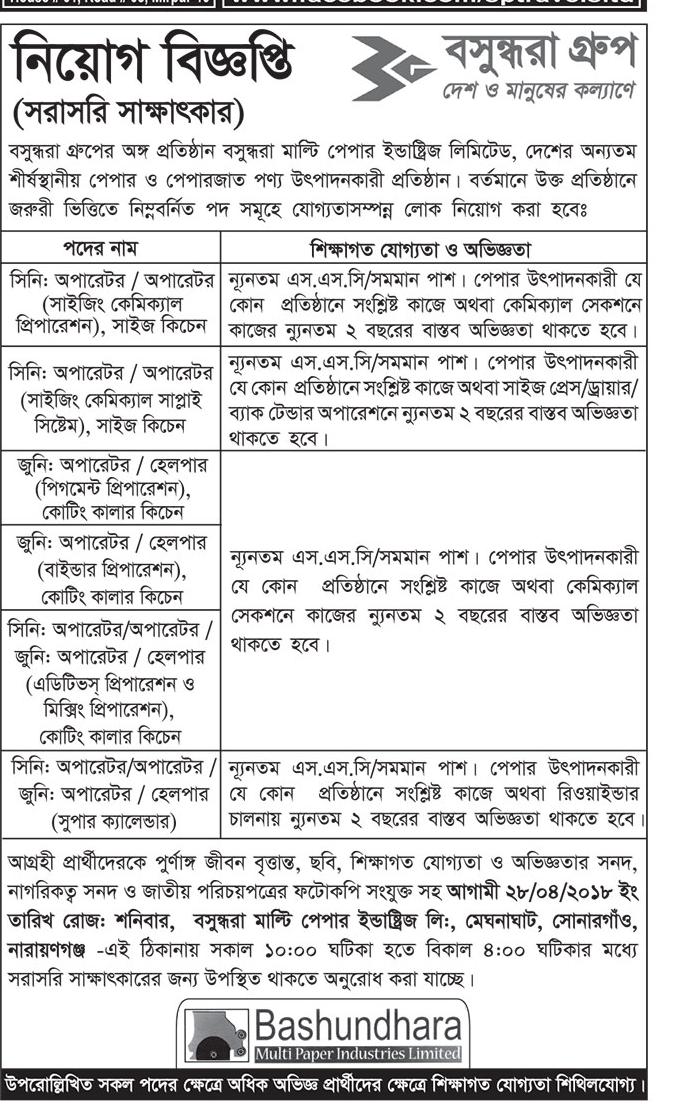 নিয়োগ বিজ্ঞপ্তি
(সরাসরি সাক্ষাৎকার)
বসুন্ধরা গ্রুপ
দেশ ও মানুষের কল্যাণে
বসুন্ধরা গ্রুপের অঙ্গ প্রতিষ্ঠান বসুন্ধরা মাল্টি পেপার ইন্ডাষ্ট্রিজ লিমিটেড, দেশের অন্যতম
শীর্ষস্থানীয় পেপার ও পেপারজাত পণ্য উৎপাদনকারী প্রতিষ্ঠান। বর্তমানে উক্ত প্রতিষ্ঠানে
জরুরী ভিত্তিতে নিম্নবর্নিত পদ সমূহে যোগ্যতাসম্পন্ন লোক নিয়োগ করা হবেঃ
পদের নাম
শিক্ষাগত যোগ্যতা ও অভিজ্ঞতা
সিনি: অপারেটর / অপারেটর
(সাইজিং কেমিক্যাল
প্রিপারেশন), সাইজ কিচেন
ন্যূনতম এস.এস.সি/সমমান পাশ। পেপার উৎপাদনকারী যে
কোন প্রতিষ্ঠানে সংশ্লিষ্ট কাজে অথবা কেমিক্যাল সেকশনে
কাজের ন্যুনতম ২ বছরের বাস্তব অভিজ্ঞতা থাকতে হবে।
সিনি: অপারেটর / অপারেটর
(সাইজিং কেমিক্যাল সাপ্লাই
সিষ্টেম), সাইজ কিচেন
ন্যূনতম এস.এস.সি/সমমান পাশ। পেপার উৎপাদনকারী
যে কোন প্রতিষ্ঠানে সংশ্লিষ্ট কাজে অথবা সাইজ প্রেস/ড্রায়ার/
ব্যাক টেন্ডার অপারেশনে ন্যুনতম ২ বছরের বাস্তব অভিজ্ঞতা
থাকতে হবে।
জুনি: অপারেটর / হেলপার
(পিগমেন্ট প্রিপারেশন),
কোটিং কালার কিচেন
জুনি: অপারেটর / হেলপার
(বাইন্ডার প্রিপারেশন),
কোটিং কালার কিচেন
সিনি: অপারেটর/অপারেটর /
জুনি: অপারেটর / হেলপার
(এডিটিভস্ প্রিপারেশন ও
মিক্সিং প্রিপারেশন),
কোটিং কালার কিচেন
ন্যূনতম এস.এস.সি/সমমান পাশ। পেপার উৎপাদনকারী
যে কোন প্রতিষ্ঠানে সংশ্লিষ্ট কাজে অথবা কেমিক্যাল
সেকশনে কাজের ন্যুনতম ২ বছরের বাস্তব অভিজ্ঞতা
থাকতে হবে।
সিনি: অপারেটর/অপারেটর /
জুনি: অপারেটর / হেলপার
(সুপার ক্যালেন্ডার)
ন্যূনতম এস.এস.সি/সমমান পাশ। পেপার উৎপাদনকারী
যে কোন প্রতিষ্ঠানে সংশ্লিষ্ট কাজে অথবা রিওয়াইন্ডার
চালনায় ন্যুনতম ২ বছরের বাস্তব অভিজ্ঞতা থাকতে হবে।
আগ্রহী প্রার্থীদেরকে পুর্ণাঙ্গ জীবন বৃত্তান্ত, ছবি, শিক্ষাগত যোগ্যতা ও অভিজ্ঞতার সনদ,
নাগরিকত্ব সনদ ও জাতীয় পরিচয়পত্রের ফটোকপি সংযুক্ত সহ আগামী ২৮/০৪/২০১৮ ইং
তারিখ রোজ: শনিবার, বসুন্ধরা মাল্টি পেপার ইন্ডাষ্ট্রিজ লি:, মেঘনাঘাট, সোনারগাঁও,
নারায়ণগঞ্জ -এই ঠিকানায় সকাল ১০:০০ ঘটিকা হতে বিকাল ৪:০০ ঘটিকার মধ্যে
সরাসরি সাক্ষাৎকারের জন্য উপস্থিত থাকতে অনুরোধ করা যাচ্ছে।
Bashundhara
Multi Paper Industries Limited
উপরোল্লিখিত সকল পদের ক্ষেত্রে অধিক অভিজ্ঞ প্রার্থীদের ক্ষেত্রে শিক্ষাগত যোগ্যতা শিথিলযোগ্য।